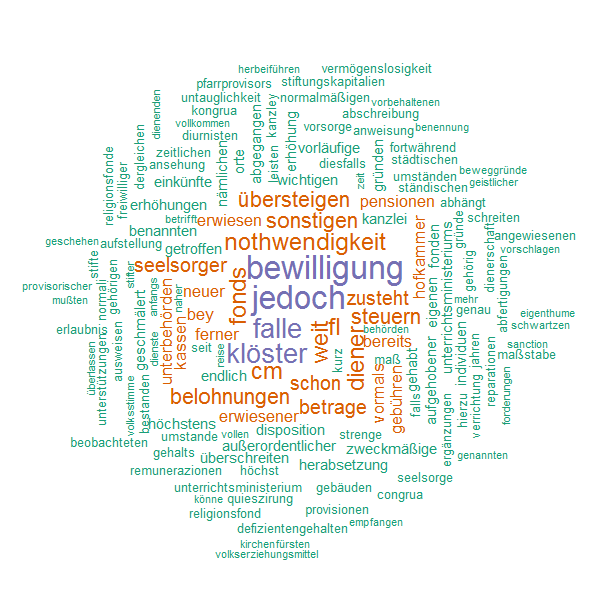 herbeiführen
vermögenslosigkeit
pfarrprovisors
stiftungskapitalien
untauglichkeit
normalmäßigen
vorbehaltenen
kongrua
abschreibung
vollkommen
dienenden
diurnisten
kanzley
leisten
erhöhung
vorsorge
anweisung
benennung
zeitlichen
orte
abgegangen
vorläufige
gründen
fortwährend
ansehung
nämlichen
diesfalls
städtischen
dergleichen
freiwilliger
religionsfonde
einkünfte
wichtigen
zeit
umständen
beweggründe
geistlicher
ständischen
erhöhungen
übersteigen
pensionen
abhängt
betrifft
erwiesen
sonstigen
kanzlei
schreiten
benannten
angewiesenen
geschehen
aufstellung
getroffen
nothwendigkeit
hofkammer
fonden
gründe
dienerschaft
vorschlagen
stifte
stifter
seelsorger
bewilligung
gehörig
abfertigungen
provisorischer
mußten
normali
gehörigen
anfangs
naher
neuer
fonds
jedoch
zusteht
eigenen
unterrichtsministeriums
mehr
genau
eigenthume
schwarzen
erlaubnis
geschmälert
unterbehörden
kassen
bey
ferner
falle
weit
fl
steuern
behörden
bereits
sanction
maßstabe
ausweisen
dienste
seit
reise
klöster
kurz
diener
maß
gehabt
aufgehobener
individuen
jahren
überlassen
unterstützungen
endlich
cm
schon
vormals
gebühren
falls
reparationen
volksstimme
bestanden
belohnungen
betrage
hierzu
verrichtung
forderungen
höchstens
erwiesener
umstande
vollen
disposition
strenge
ergänzungen
beobachteten
gehalts
außerordentlicher
zweckmäßige
genannten
überschreiten
remunerazionen
höchst
herabsetzung
seelsorge
unterrichtsministerium
gebäuden
könne
quieszirung
congrua
religionsfond
provisionen
defizientengehalten
empfangen
kirchenfürsten
volkserziehungsmittel